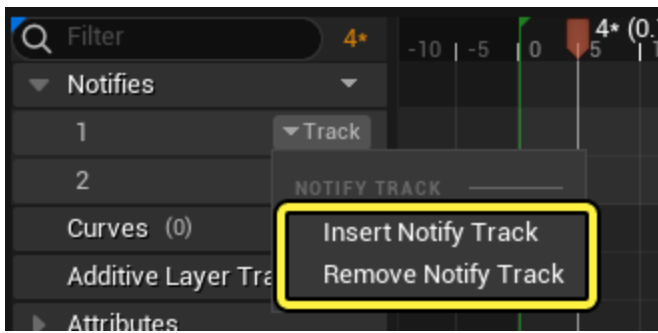 Filter
4*
-10
-5
0
5
4* (0.
Notifies
1
Track
2
NOTIFY TRACK
Curves (0)
Insert Notify Track
Additive Layer Tra
Remove Notify Track
Attributes